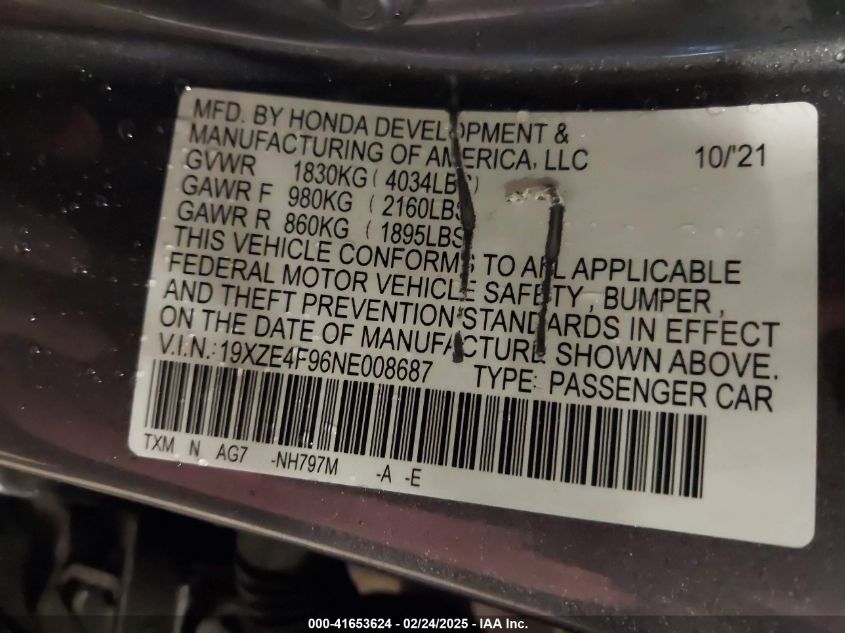 MFD. BY HONDA DEVELOPMENT &
MANUFACTURING OF AMERICA, LLC 10/'21
GVWR 1830KG ( 4034LBS)
GAWR F 980KG ( 2160LBS
GAWR R 860KG ( 1895LBS
THIS VEHICLE CONFORMS TO ALL APPLICABLE
FEDERAL MOTOR VEHICLE SAFETY, BUMPER,
AND THEFT PREVENTION STANDARDS IN EFFECT
ON THE DATE OF MANUFACTURE SHOWN ABOVE.
V.I.N.: 19XZE4F96NE008687 TYPE: PASSENGER CAR
TXM N AG7 -NH797M -A -E
000-41653624 - 02/24/2025 - IAA Inc.